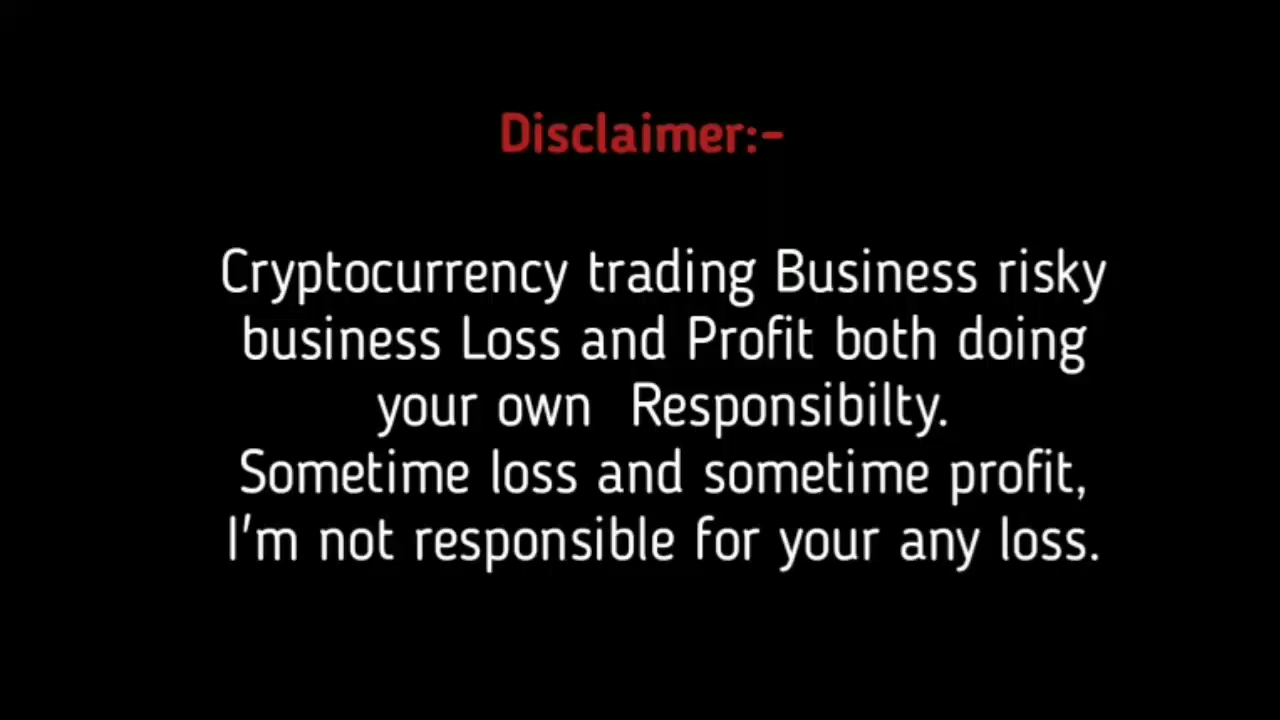 Disclaimer:-
Cryptocurrency trading Business risky
business Loss and Profit both doing
your own Responsibilty.
Sometime loss and sometime profit,
I'm not responsible for your any loss.